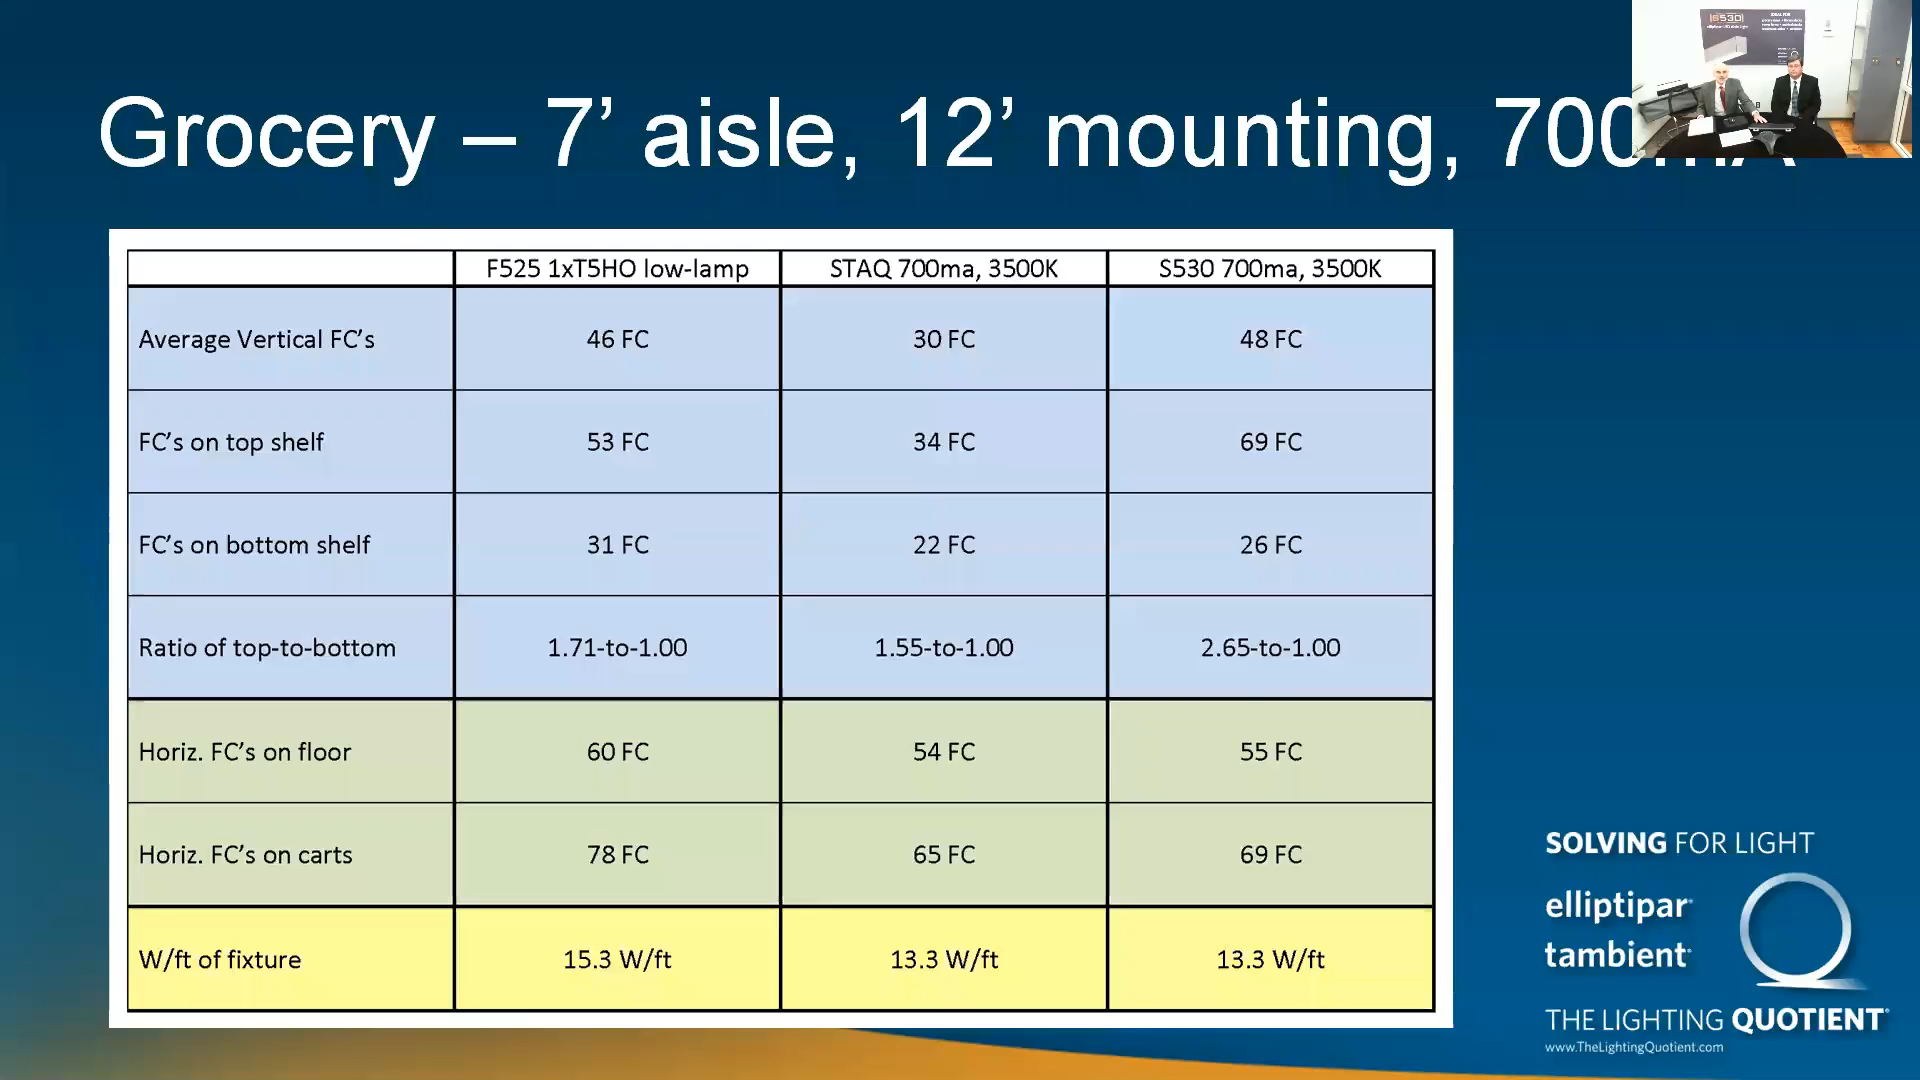 Grocery – 7’ aisle, 12’ mounting, 700mA
F525 1xT5HO low-lamp STAQ 700ma, 3500K S530 700ma, 3500K
Average Vertical FC’s 46 FC 30 FC 48 FC
FC’s on top shelf 53 FC 34 FC 69 FC
FC’s on bottom shelf 31 FC 22 FC 26 FC
Ratio of top-to-bottom 1.71-to-1.00 1.55-to-1.00 2.65-to-1.00
Horiz. FC’s on floor 60 FC 54 FC 55 FC
Horiz. FC’s on carts 78 FC 65 FC 69 FC
W/ft of fixture 15.3 W/ft 13.3 W/ft 13.3 W/ft
SOLVING FOR LIGHT
elliptipar
tambient
THE LIGHTING QUOTIENT
www.TheLightingQuotient.com